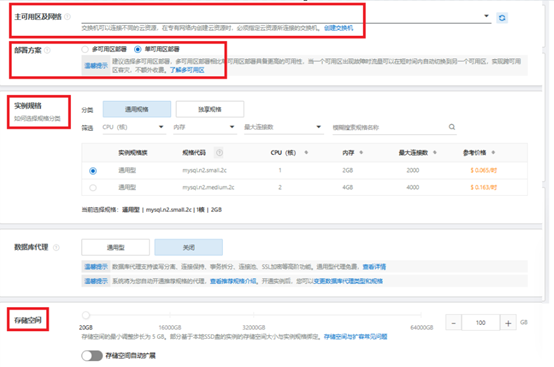 主可用区及网络
交换机可以连接不同的云资源，在专有网络内创建云资源时，必须指定云资源所连接的交换机。 创建交换机
部署方案
多可用区部署 单可用区部署
温馨提示 建议选择多可用区部署，多可用区部署相比单可用区部署具备更高的可用性，当一个可用区出现故障时流量可以在短时间内自动切换到另一个可用区，实现跨可用
区容灾，不额外收费。了解多可用区
实例规格
如何选择规格分类
分类 通用规格 独享规格
筛选 CPU（核） 内存 最大连接数 模糊搜索规格名称
实例规格族 规格代码 CPU（核） 内存 最大连接数 参考价格
通用型 mysql.n2.small.2c 1 2GB 2000 $ 0.085/时
通用型 mysql.n2.medium.2c 2 4GB 4000 $ 0.163/时
当前选择规格： 通用型 | mysql.n2.small.2c | 1核 | 2GB
数据库代理 通用型 关闭
温馨提示 数据库代理支持读写分离、连接保持、事务拆分、连接池、SSL加密等高阶功能。通用型代理免费，查看详情
温馨提示 系统将为您自动开通推荐规格的代理，查看推荐规格介绍。开通实例后，您可以变更数据库代理类型和规格
存储空间
20GB 16000GB 32000GB 64000GB 100 GB
存储空间的最小调整步长为 5 GB。部分基于本地SSD盘的实例的存储空间大小与实例规格绑定。存储空间与扩容常见问题
存储空间自动扩展